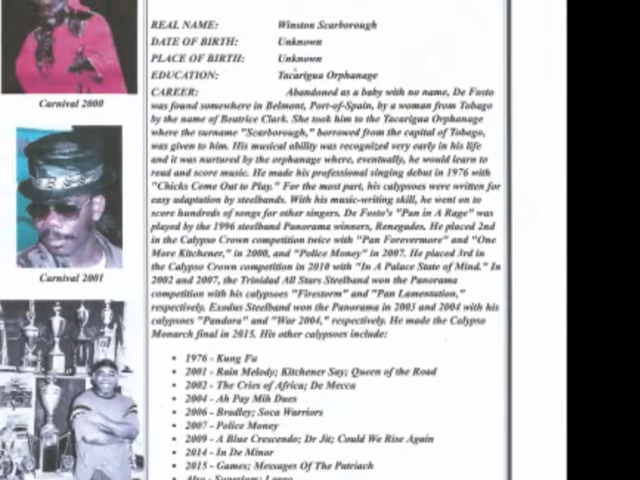 Carnival 2000
Carnival 2001
REAL NAME: Winston Scarborough
DATE OF BIRTH: Unknown
PLACE OF BIRTH: Unknown
EDUCATION: Tacarigua Orphanage
CAREER: Abandoned as a baby with no name, De Fosto
was found somewhere in Belmont, Port-of-Spain, by a woman from Tobago
by the name of Beatrice Clark. She took him to the Tacarigua Orphanage
where the surname "Scarborough," borrowed from the capital of Tobago,
was given to him. His musical ability was recognized very early in his life
and it was nurtured by the orphanage where, eventually, he would learn to
read and score music. He made his professional singing debut in 1976 with
"Chicks Come Out to Play." For the most part, his calypsoes were written for
easy adaptation by steelbands. With his music-writing skill, he went on to
score hundreds of songs for other singers. De Fosto's "Pan in A Rage" was
played by the 1996 steelband Panorama winners, Renegades. He placed 2nd
in the Calypso Crown competition twice with "Pan Forevermore" and "One
More Kitchener," in 2000, and "Police Money" in 2007. He placed 3rd in
the Calypso Crown competition in 2010 with "In A Palace State of Mind." In
2002 and 2007, the Trinidad All Stars Steelband won the Panorama
competition with his calypsoes "Firestorm" and "Pan Lamentation,"
respectively. Exodus Steelband won the Panorama in 2003 and 2004 with his
calypsoes "Pandora" and "War 2004," respectively. He made the Calypso
Monarch final in 2015. His other calypsoes include:
• 1976 - Kung Fu
• 2001 - Rain Melody; Kitchener Say; Queen of the Road
• 2002 - The Cries of Africa; De Mecca
• 2004 - Ah Pay Mih Dues
• 2006 - Bradley; Soca Warriors
• 2007 - Police Money
• 2009 - A Blue Crescendo; Dr Jit; Could We Rise Again
• 2014 - In De Minor
• 2015 - Games; Messages Of The Patriach
• Also -